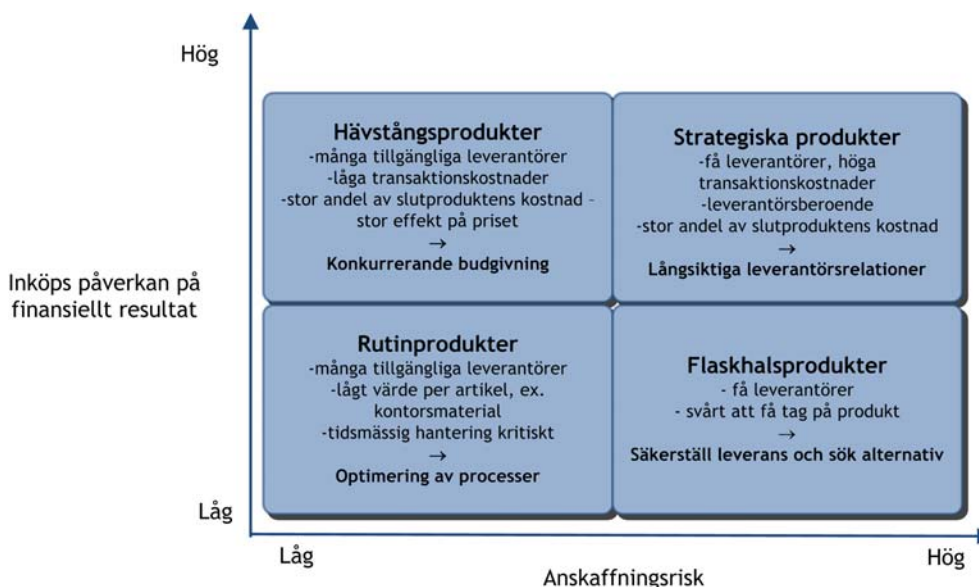 Hög
Hävstångsprodukter
-många tillgängliga leverantörer
-låga transaktionskostnader
-stor andel av slutproduktens kostnad –
stor effekt på priset
→
Konkurrerande budgivning
Strategiska produkter
-få leverantörer, höga
transaktionskostnader
-leverantörsberoende
-stor andel av slutproduktens kostnad
→
Långsiktiga leverantörsrelationer
Inköps påverkan på
finansiellt resultat
Rutinprodukter
-många tillgängliga leverantörer
-lågt värde per artikel, ex.
kontorsmaterial
-tidsmässig hantering kritiskt
→
Optimering av processer
Flaskhalsprodukter
- få leverantörer
- svårt att få tag på produkt
→
Säkerställ leverans och sök alternativ
Låg
Låg
Hög
Anskaffningsrisk